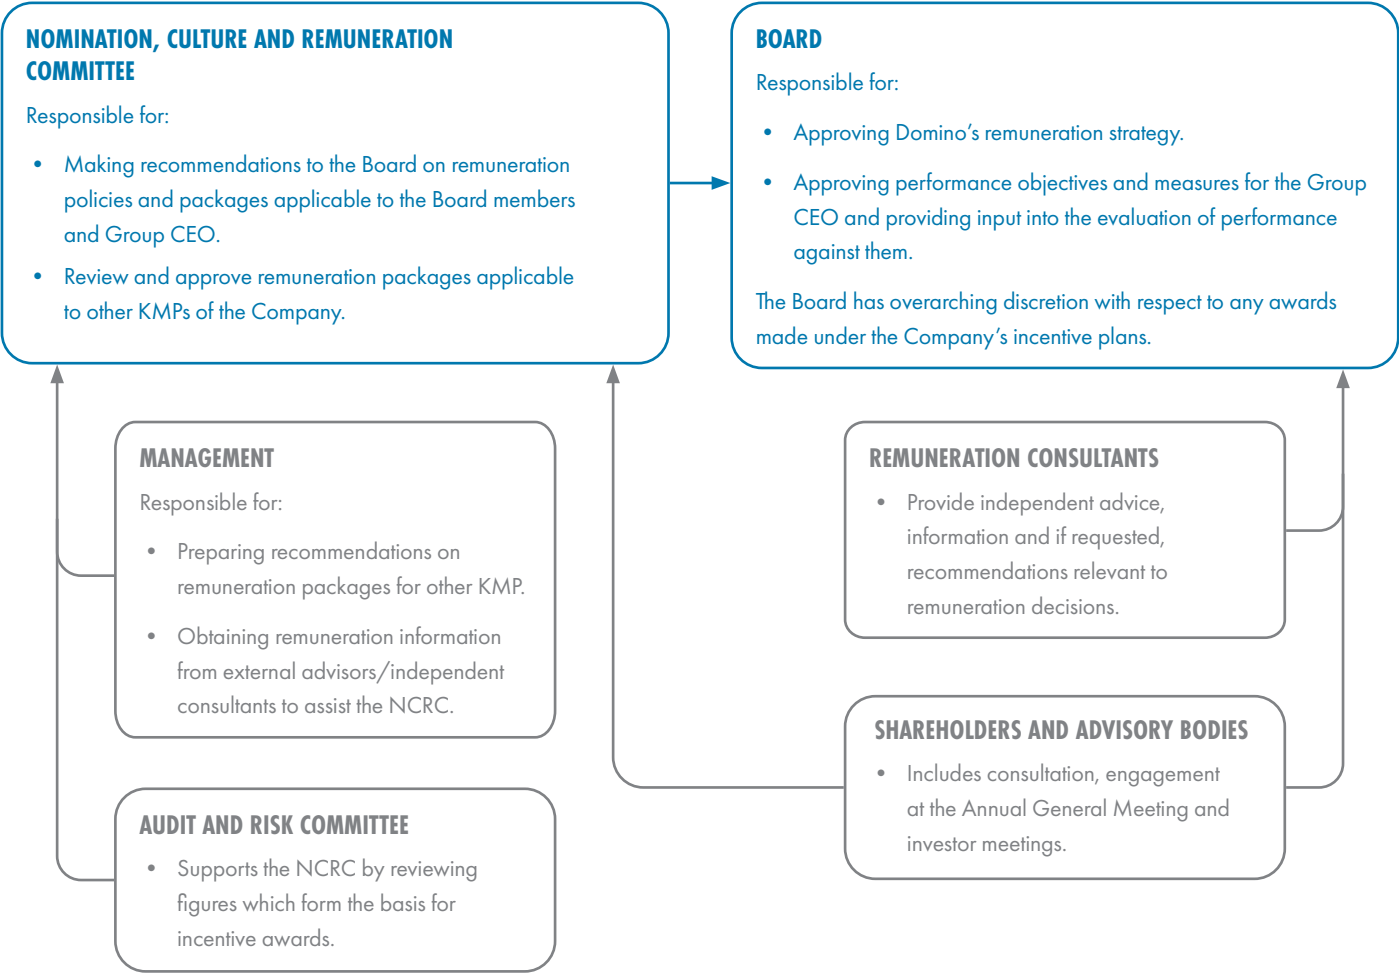 NOMINATION, CULTURE AND REMUNERATION
COMMITTEE
Responsible for:
• Making recommendations to the Board on remuneration
policies and packages applicable to the Board members
and Group CEO.
• Review and approve remuneration packages applicable
to other KMPs of the Company.
BOARD
Responsible for:
• Approving Domino’s remuneration strategy.
• Approving performance objectives and measures for the Group
CEO and providing input into the evaluation of performance
against them.
The Board has overarching discretion with respect to any awards
made under the Company’s incentive plans.
MANAGEMENT
Responsible for:
• Preparing recommendations on
remuneration packages for other KMP.
• Obtaining remuneration information
from external advisors/independent
consultants to assist the NCRC.
REMUNERATION CONSULTANTS
• Provide independent advice,
information and if requested,
recommendations relevant to
remuneration decisions.
SHAREHOLDERS AND ADVISORY BODIES
• Includes consultation, engagement
at the Annual General Meeting and
investor meetings.
AUDIT AND RISK COMMITTEE
• Supports the NCRC by reviewing
figures which form the basis for
incentive awards.